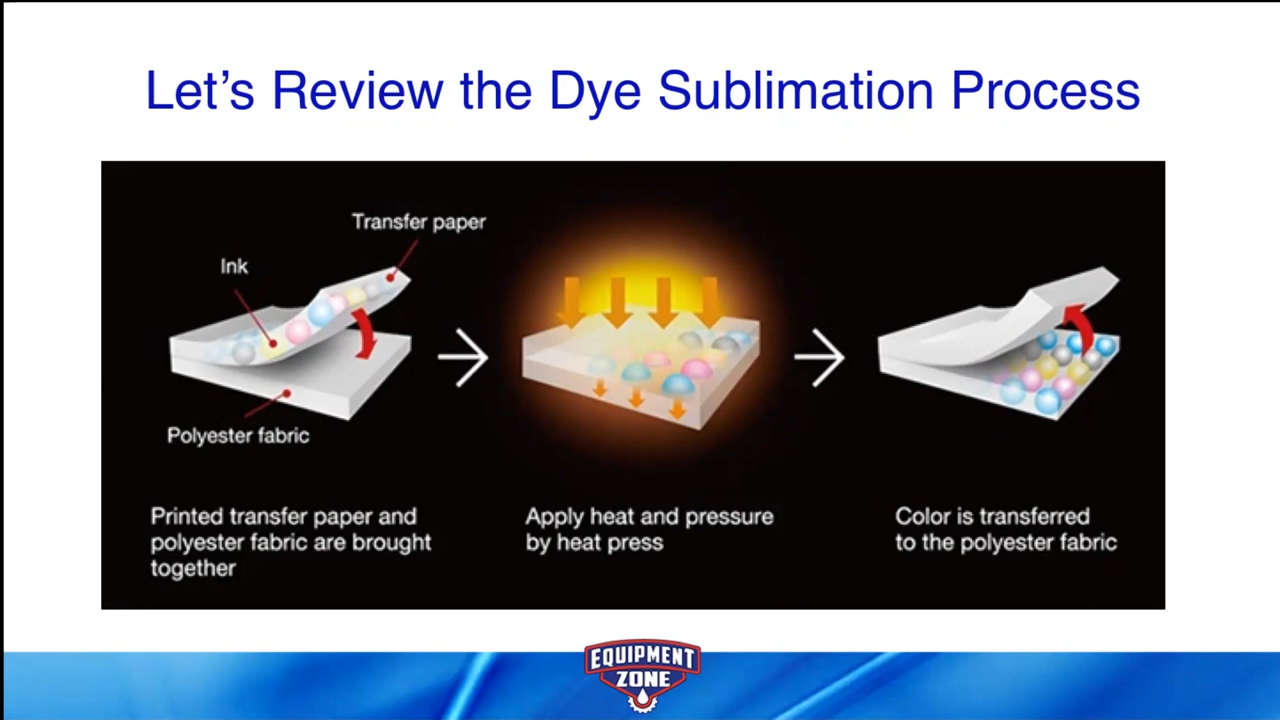 Let's Review the Dye Sublimation Process
Transfer paper
Ink
Polyester fabric
Printed transfer paper and
polyester fabric are brought
together
Apply heat and pressure
by heat press
Color is transferred
to the polyester fabric
EQUIPMENT
ZONE